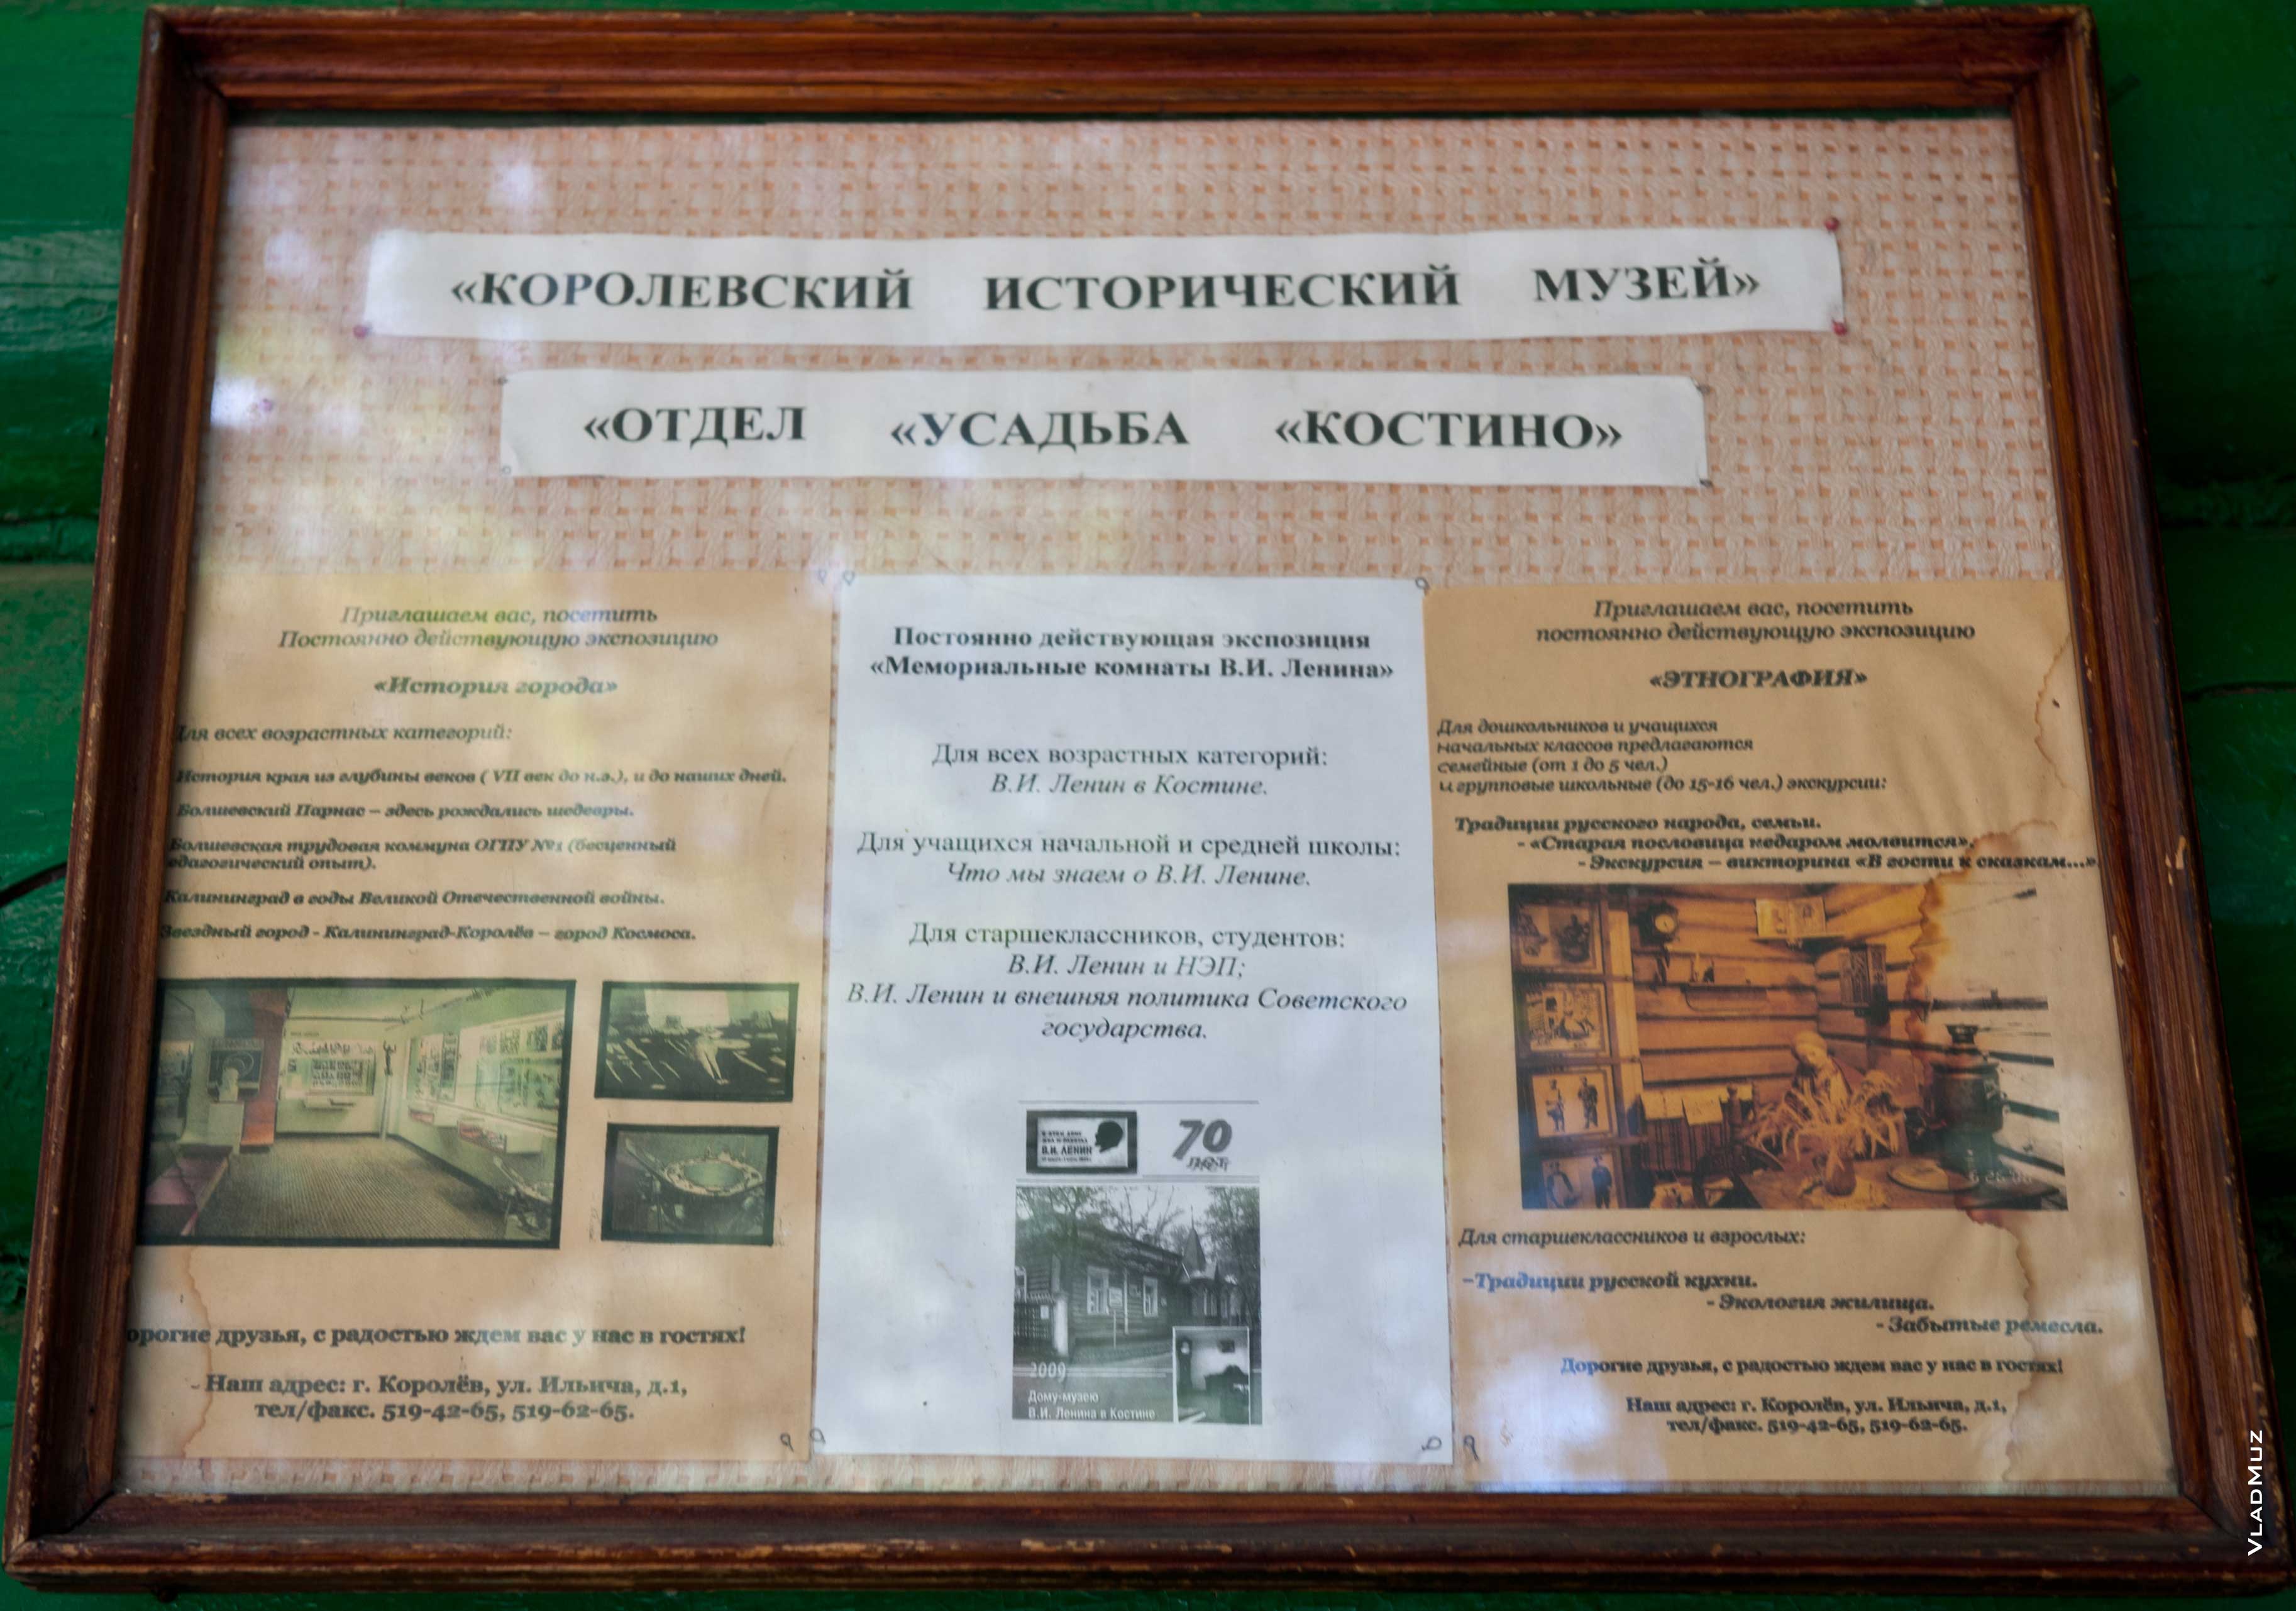 «КОРОЛЕВСКИЙ ИСТОРИЧЕСКИЙ МУЗЕЙ»
«ОТДЕЛ «УСАДЬБА «КОСТИНО»
Приглашаем вас, посетить
Постоянно действующую экспозицию
«История города»
Для всех возрастных категорий:
История края из глубины веков ( VII век до н.э.), и до наших дней.
Болшевский Парнас – здесь рождались шедевры.
Болшевская трудовая коммуна ОГПУ №1 (бесценный
едагогический опыт).
Калининград в годы Великой Отечественной войны.
Звездный город - Калининград-Королёв – город Космоса.
орогие друзья, с радостью ждем вас у нас в гостях!
Наш адрес: г. Королёв, ул. Ильича, д.1,
тел/факс. 519-42-65, 519-62-65.
Постоянно действующая экспозиция
«Мемориальные комнаты В.И. Ленина»
Для всех возрастных категорий:
В.И. Ленин в Костине.
Для учащихся начальной и средней школы:
Что мы знаем о В.И. Ленине.
Для старшеклассников, студентов:
В.И. Ленин и НЭП;
В.И. Ленин и внешняя политика Советского
государства.
В.И. ЛЕНИН
70
лет
2009
Дому-музею
В.И. Ленина в Костине
Приглашаем вас, посетить
постоянно действующую экспозицию
«ЭТНОГРАФИЯ»
Для дошкольников и учащихся
начальных классов предлагаются
семейные (от 1 до 5 чел.)
и групповые школьные (до 15-16 чел.) экскурсии:
Традиции русского народа, семьи.
- «Старая пословица недаром молвится».
- Экскурсия – викторина «В гости к сказкам...»
Для старшеклассников и взрослых:
–Традиции русской кухни.
- Экология жилища.
- Забытые ремесла.
Дорогие друзья, с радостью ждем вас у нас в гостях!
Наш адрес: г. Королёв, ул. Ильича, д.1,
тел/факс. 519-42-65, 519-62-65.
VLADMUZ